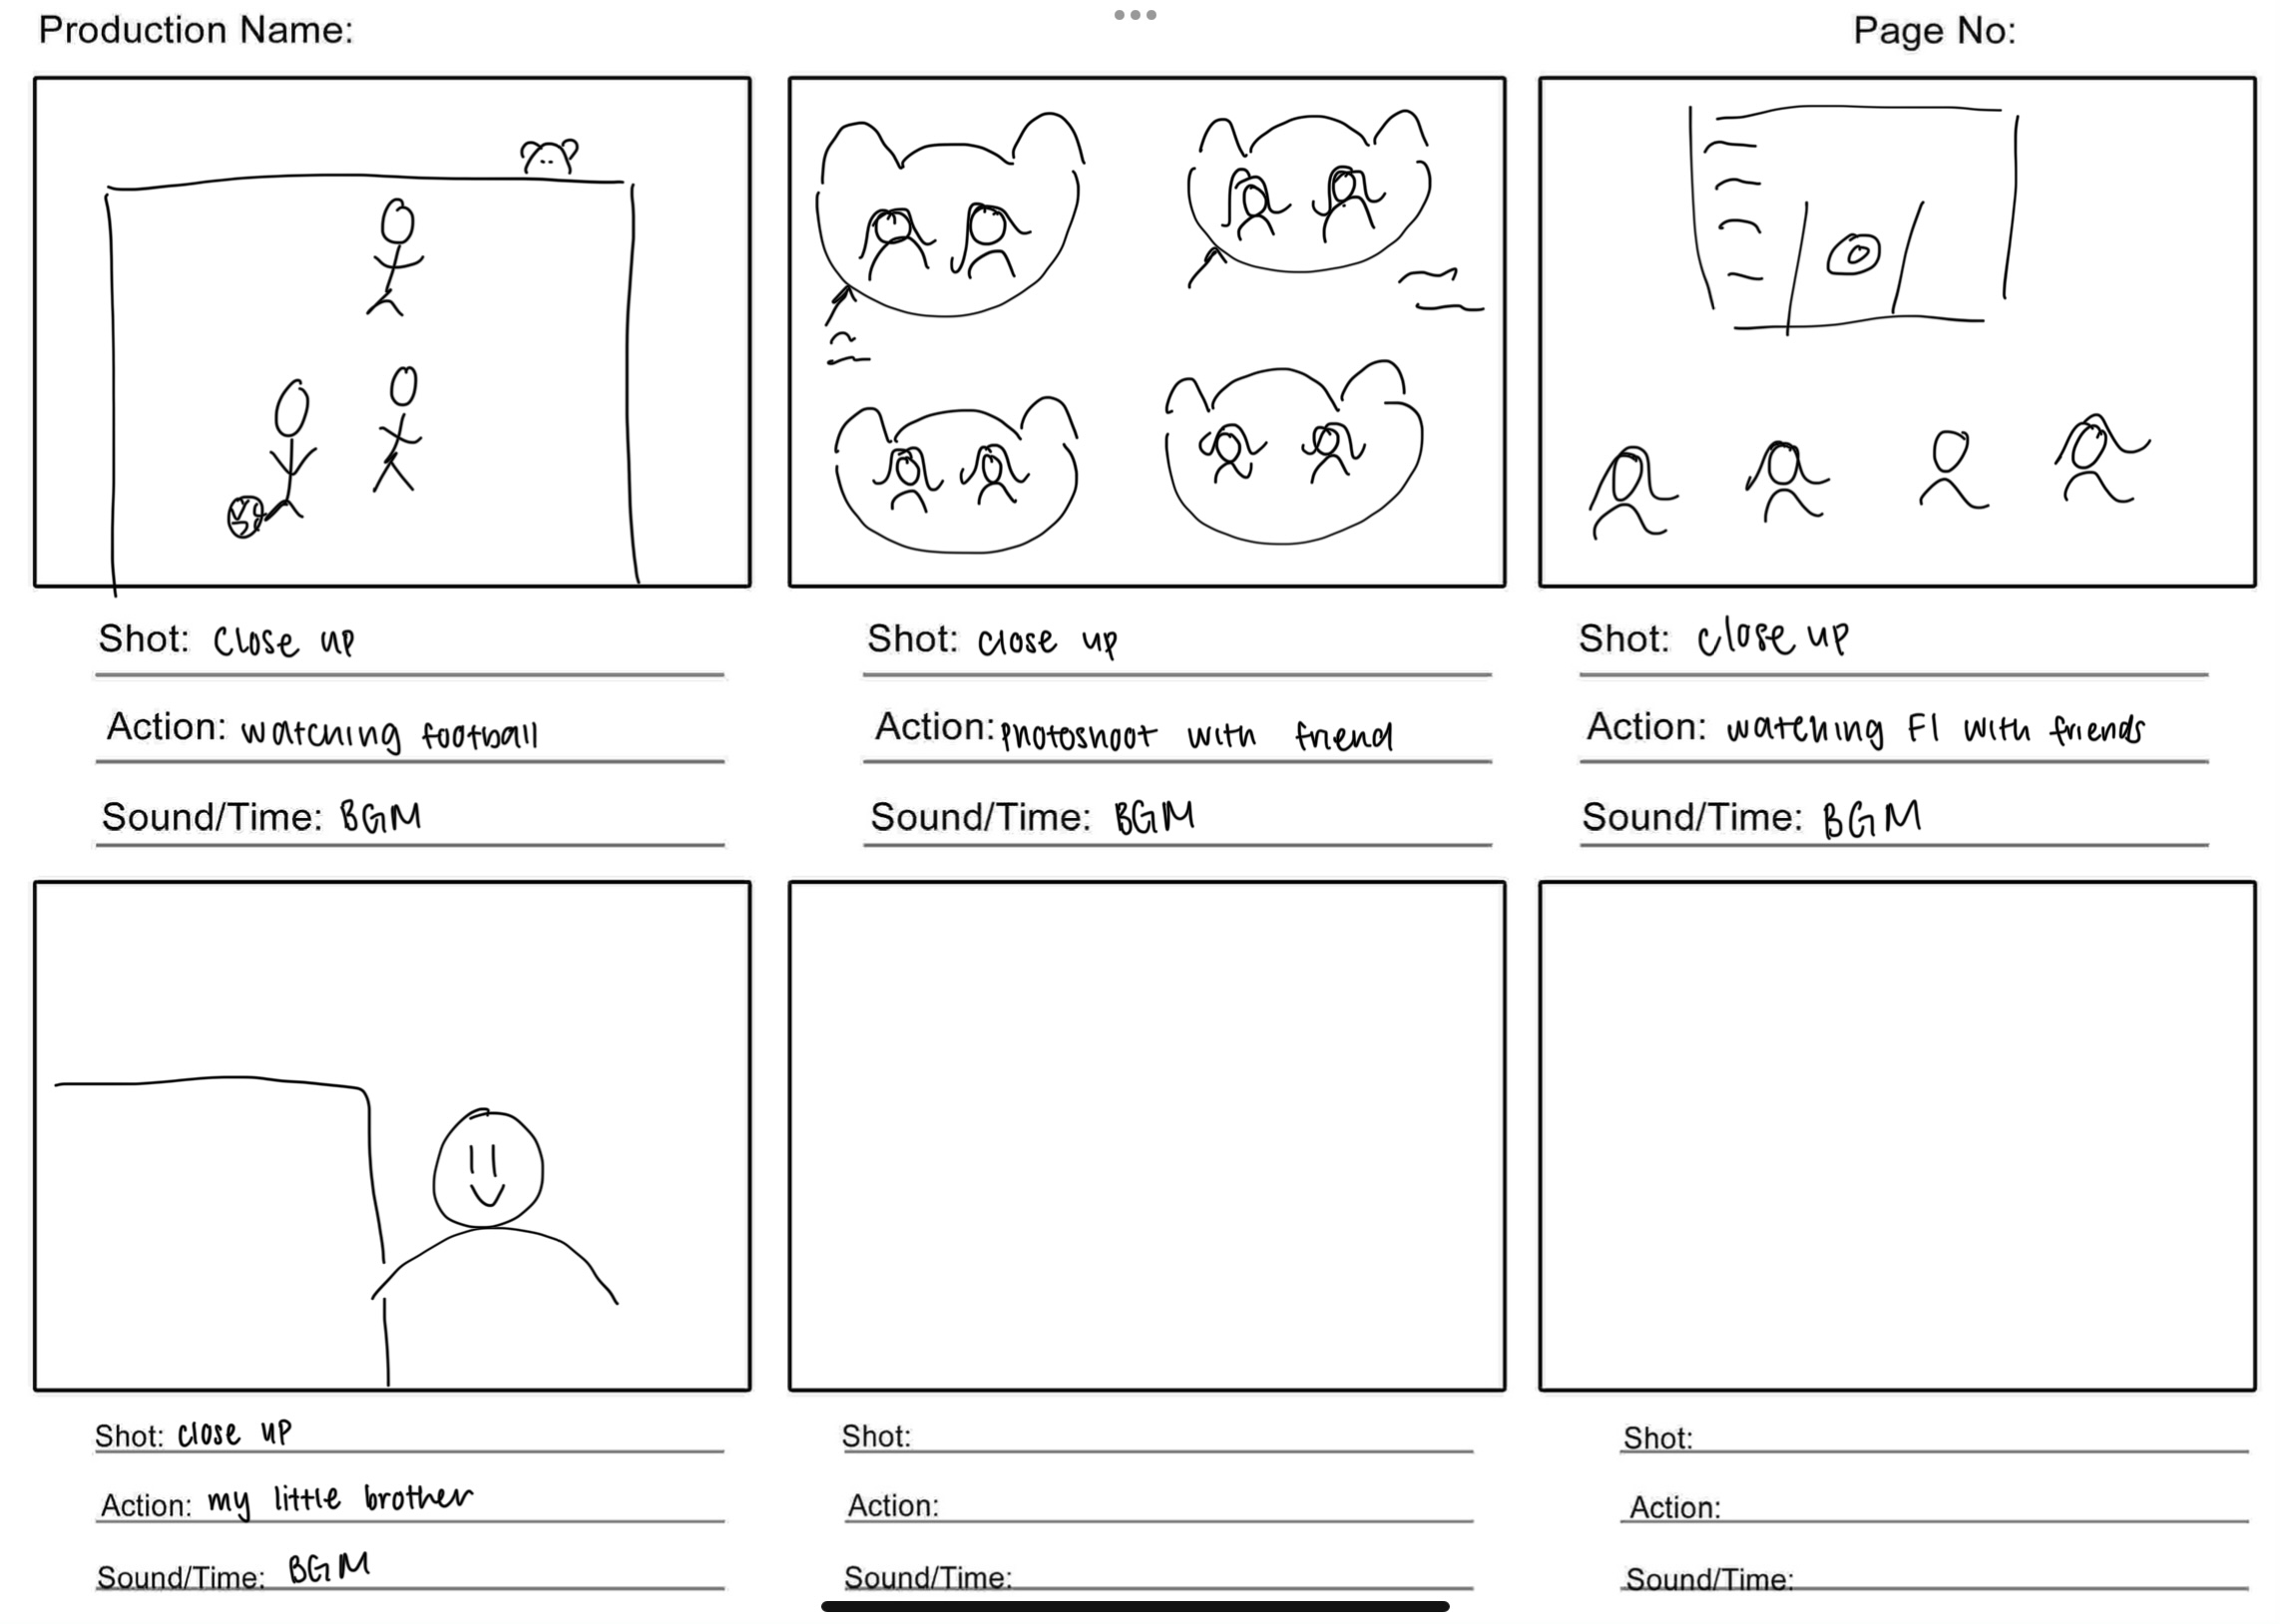 Production Name:
Page No:
Shot: close up
Shot: close up
Shot: close up
Action: watching football
Action: photoshoot with friend
Action: watching F1 with friends
Sound/Time: BGM
Sound/Time: BGM
Sound/Time: BGM
Shot: close up
Shot:
Shot:
Action: my little brother
Action:
Action:
Sound/Time: BGM
Sound/Time:
Sound/Time: